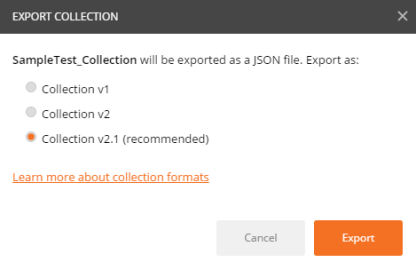 EXPORT COLLECTION
SampleTest_Collection will be exported as a JSON file. Export as:
Collection v1
Collection v2
Collection v2.1 (recommended)
Learn more about collection formats
Cancel
Export